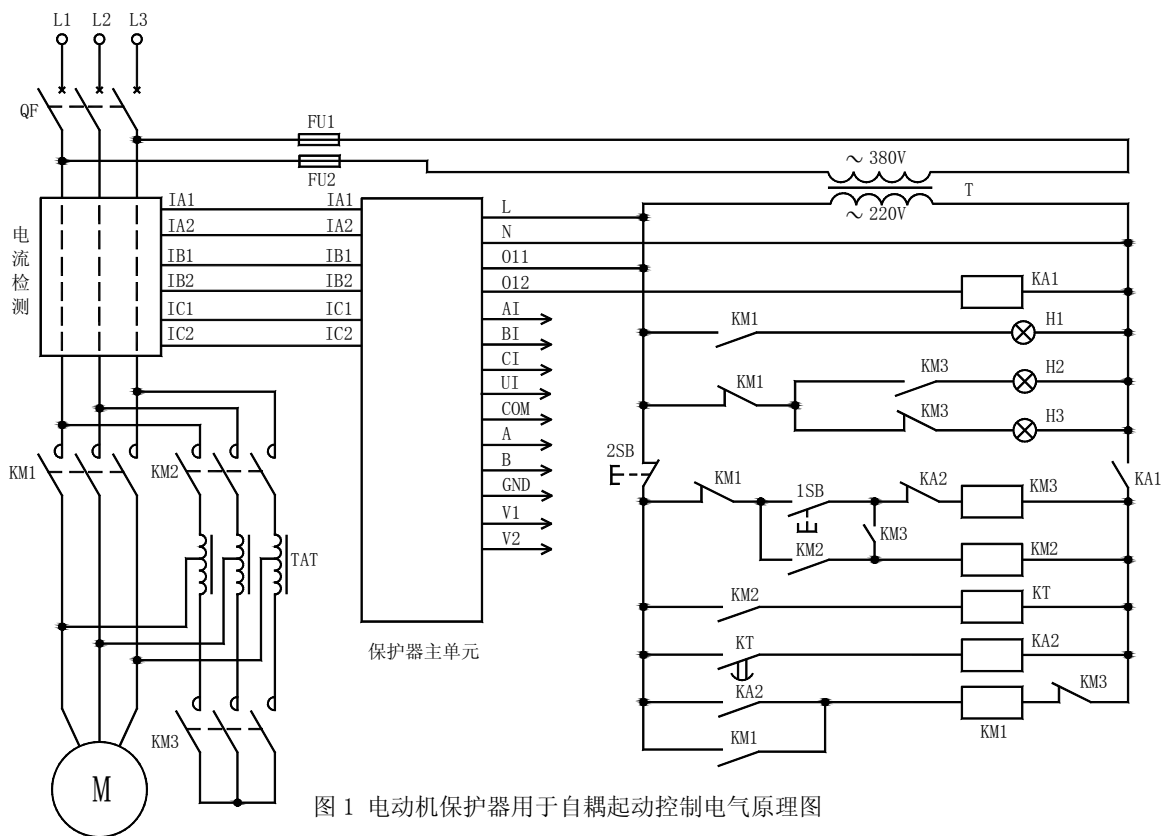 L1 L2 L3
QF
FU1
FU2
～380V
T
～220V
电流检测
IA1 IA1
IA2 IA2
IB1 IB1
IB2 IB2
IC1 IC1
IC2 IC2
L
N
O11
O12
AI
BI
CI
UI
COM
A
B
GND
V1
V2
保护器主单元
KA1
KM1 H1
KM3 H2
KM1
KM3 H3
2SB
KA1
KM1 1SB KA2 KM3
KM3
KM2 KM2
KM2 KT
KT KA2
KA2 KM3
KM1
KM1
KM1 KM2
TAT
KM3
M
图 1 电动机保护器用于自耦起动控制电气原理图